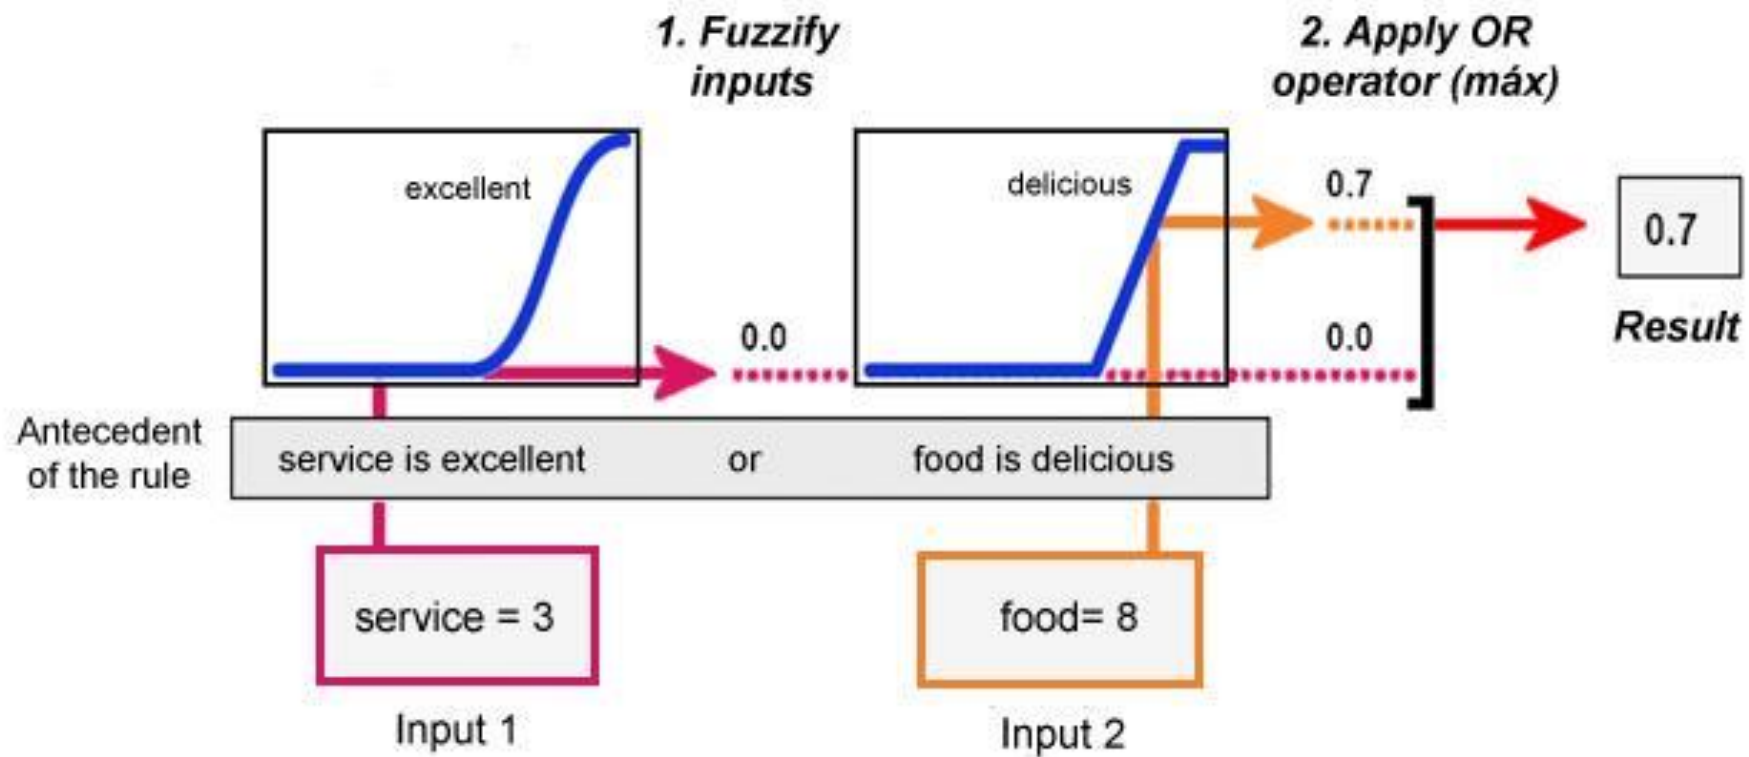 1. Fuzzify
inputs
2. Apply OR
operator (máx)
excellent
delicious
0.7
0.7
0.0
0.0
Result
Antecedent
of the rule
service is excellent or food is delicious
service = 3
food= 8
Input 1
Input 2